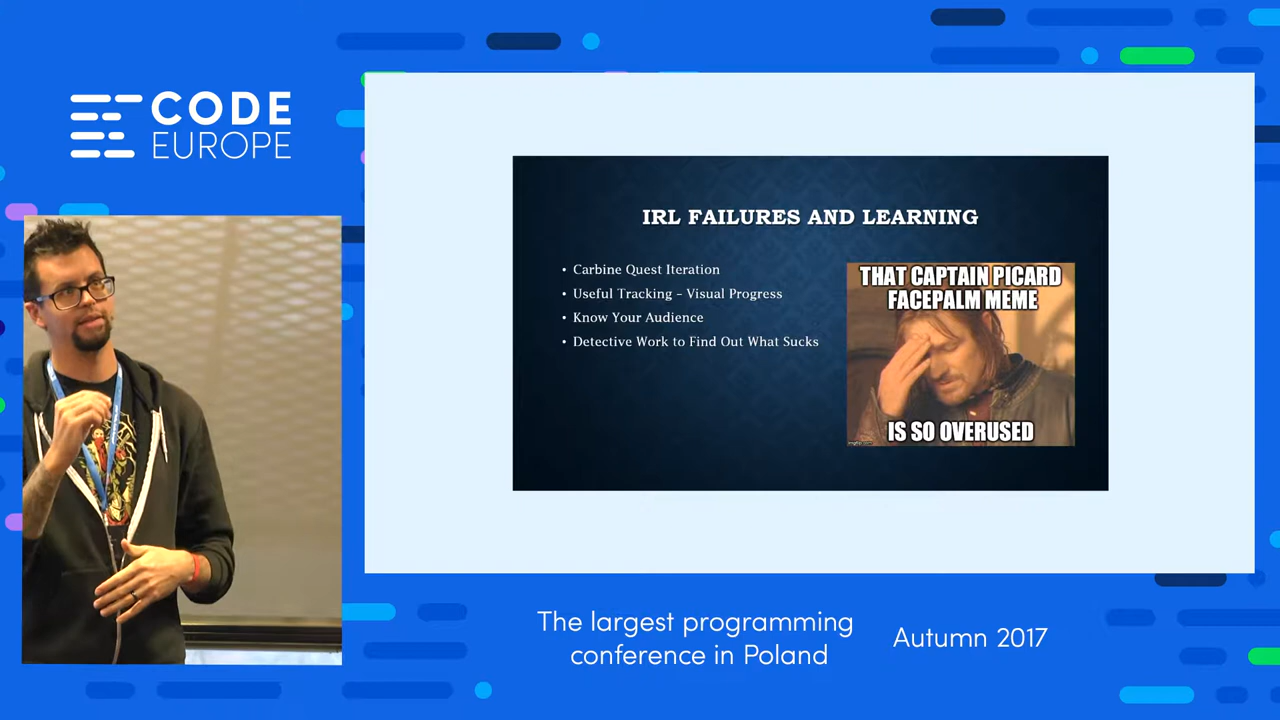 CODE
EUROPE
IRL FAILURES AND LEARNING
• Carbine Quest Iteration
• Useful Tracking – Visual Progress
• Know Your Audience
• Detective Work to Find Out What Sucks
THAT CAPTAIN PICARD
FACEPALM MEME
IS SO OVERUSED
The largest programming
conference in Poland
Autumn 2017